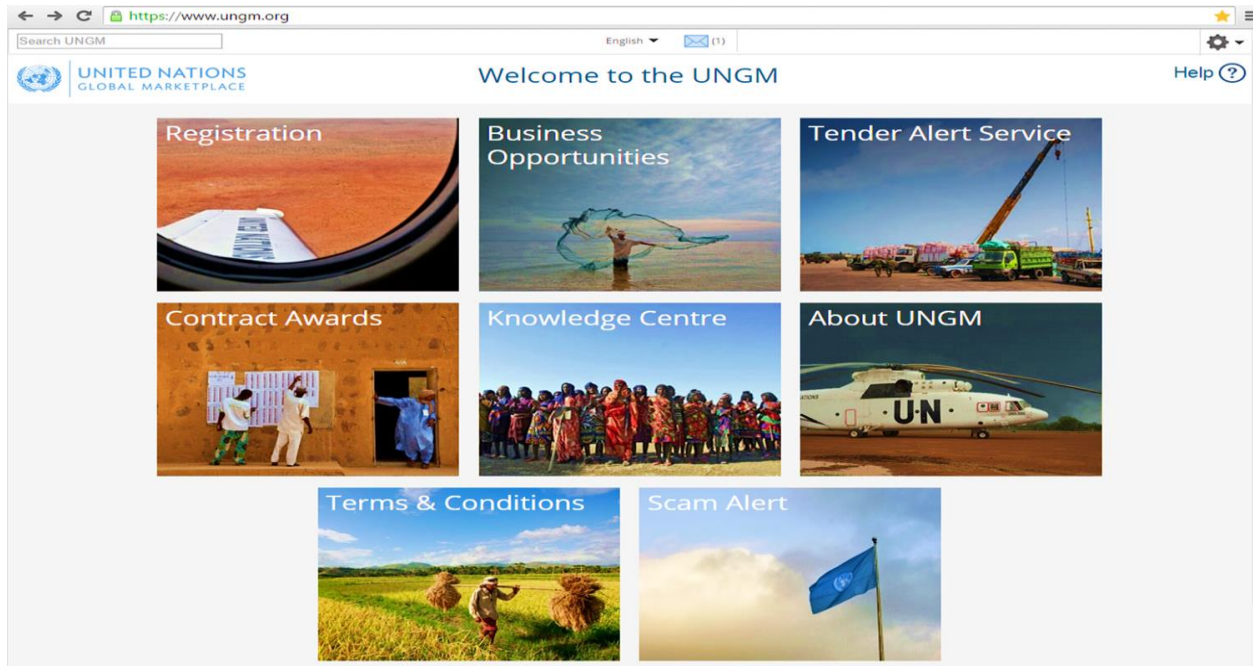 https://www.ungm.org
Search UNGM
English
(1)
UNITED NATIONS
GLOBAL MARKETPLACE
Welcome to the UNGM
Help ?
Registration
Business
Opportunities
Tender Alert Service
Contract Awards
Knowledge Centre
About UNGM
UN
Terms & Conditions
Scam Alert